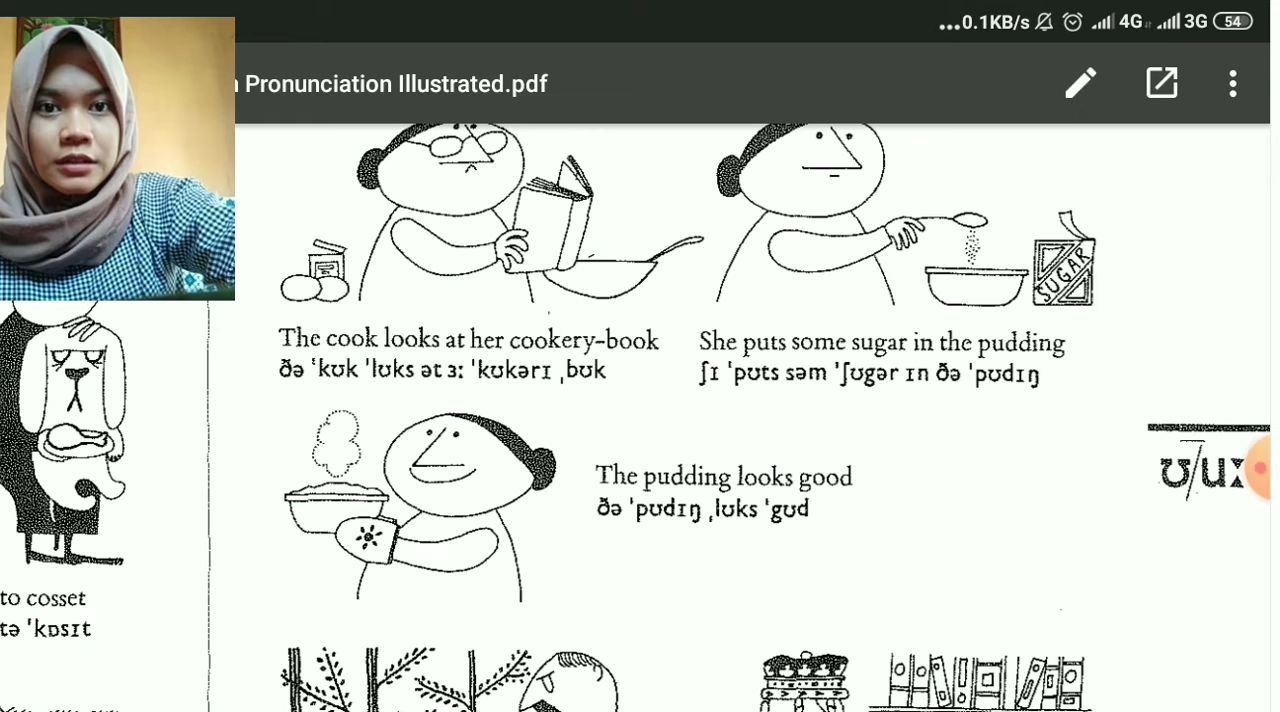 ...0.1KB/s 4G 3G 54
Pronunciation Illustrated.pdf
SUGAR
The cook looks at her cookery-book
ðə ˈkʊk ˈlʊks ət ɜː ˈkʊkərɪ ˌbʊk
She puts some sugar in the pudding
ʃɪ ˈpʊts səm ˈʃʊgər ɪn ðə ˈpʊdɪŋ
The pudding looks good
ðə ˈpʊdɪŋ ˌlʊks ˈgʊd
ʊ/uː
to cosset
tə ˈkɒsɪt